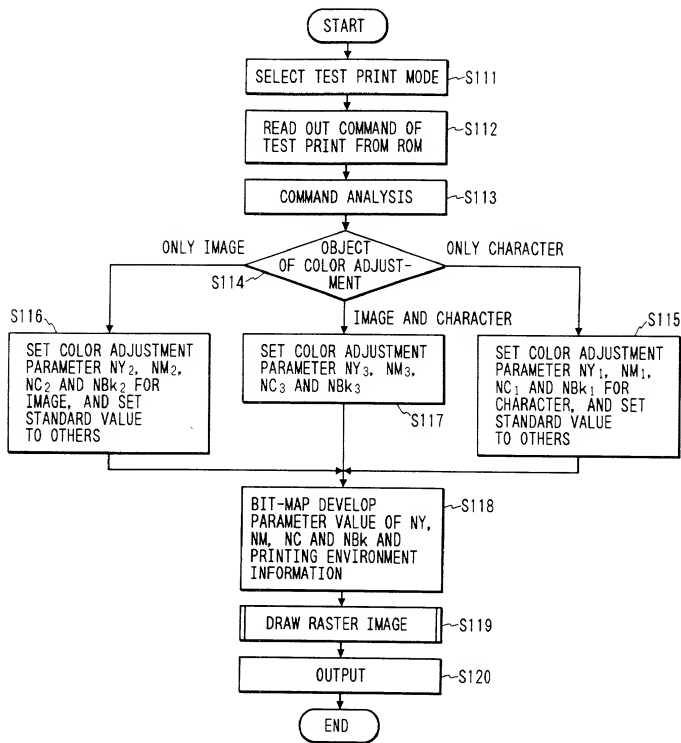 START
SELECT TEST PRINT MODE
S111
READ OUT COMMAND OF
TEST PRINT FROM ROM
S112
COMMAND ANALYSIS
S113
OBJECT
OF COLOR ADJUST-
MENT
S114
ONLY IMAGE
ONLY CHARACTER
IMAGE AND CHARACTER
S116
SET COLOR ADJUSTMENT
PARAMETER NY₂, NM₂,
NC₂ and NBk₂ FOR
IMAGE, AND SET
STANDARD VALUE
TO OTHERS
SET COLOR ADJUSTMENT
PARAMETER NY₃, NM₃,
NC₃ AND NBk₃
S117
S115
SET COLOR ADJUSTMENT
PARAMETER NY₁, NM₁,
NC₁ AND NBk₁ FOR
CHARACTER, AND SET
STANDARD VALUE
TO OTHERS
BIT-MAP DEVELOP
PARAMETER VALUE OF NY,
NM, NC AND NBk AND
PRINTING ENVIRONMENT
INFORMATION
S118
DRAW RASTER IMAGE
S119
OUTPUT
S120
END